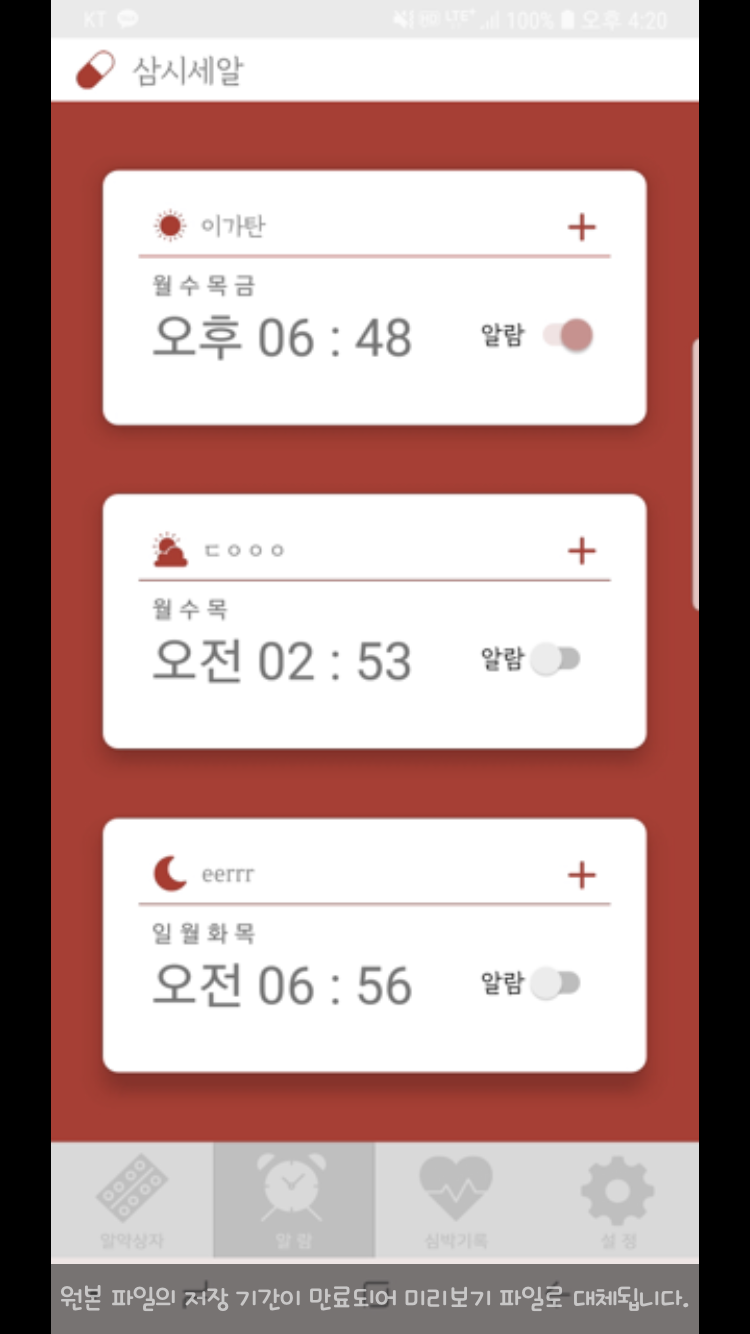 KT
LTE+ 100% 오후 4:20
삼시세알
이가탄
월 수 목 금
오후 06 : 48
알람
ㄷㅇㅇㅇ
월 수 목
오전 02 : 53
알람
eerrr
일 월 화 목
오전 06 : 56
알람
알약상자 알 람 심박기록 설 정
원본 파일의 저장 기간이 만료되어 미리보기 파일로 대체됩니다.